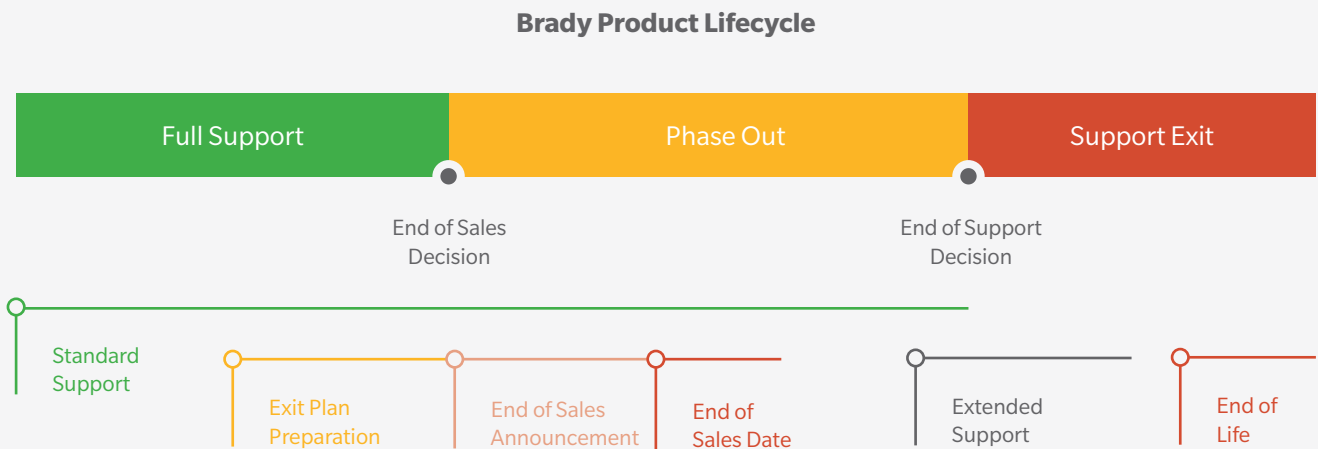 Brady Product Lifecycle
Full Support
Phase Out
Support Exit
End of Sales
Decision
End of Support
Decision
Standard
Support
Exit Plan
Preparation
End of Sales
Announcement
End of
Sales Date
Extended
Support
End of
Life